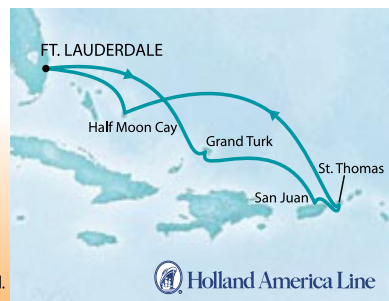 FT. LAUDERDALE
Half Moon Cay
Grand Turk
St. Thomas
San Juan
l.
Holland America Line